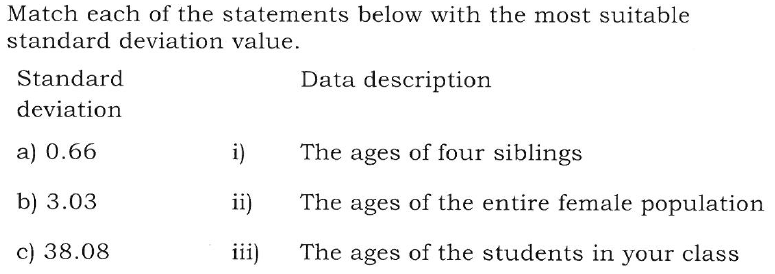 Match each of the statements below with the most suitable
standard deviation value.
Standard Data description
deviation
a) 0.66 i) The ages of four siblings
b) 3.03 ii) The ages of the entire female population
c) 38.08 iii) The ages of the students in your class